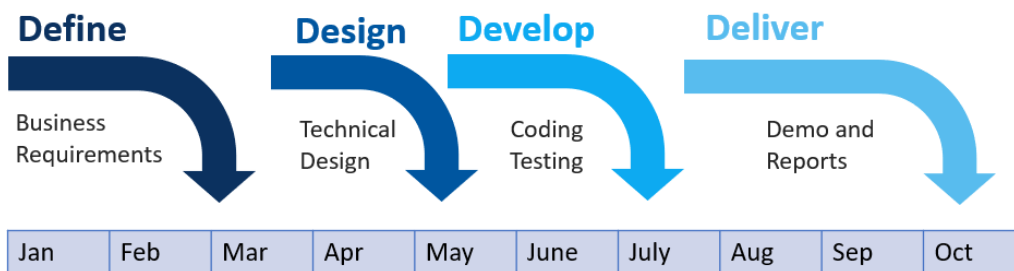 Define
Design
Develop
Deliver
Business
Requirements
Technical
Design
Coding
Testing
Demo and
Reports
Jan Feb Mar Apr May June July Aug Sep Oct